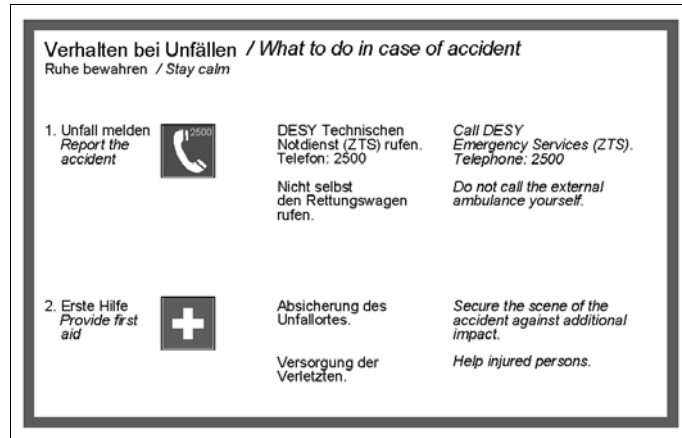 Verhalten bei Unfällen / What to do in case of accident
Ruhe bewahren / Stay calm
1. Unfall melden
Report the
accident
2500
DESY Technischen
Notdienst (ZTS) rufen.
Telefon: 2500
Nicht selbst
den Rettungswagen
rufen.
Call DESY
Emergency Services (ZTS).
Telephone: 2500
Do not call the external
ambulance yourself.
2. Erste Hilfe
Provide first
aid
Absicherung des
Unfallortes.
Versorgung der
Verletzten.
Secure the scene of the
accident against additional
impact.
Help injured persons.